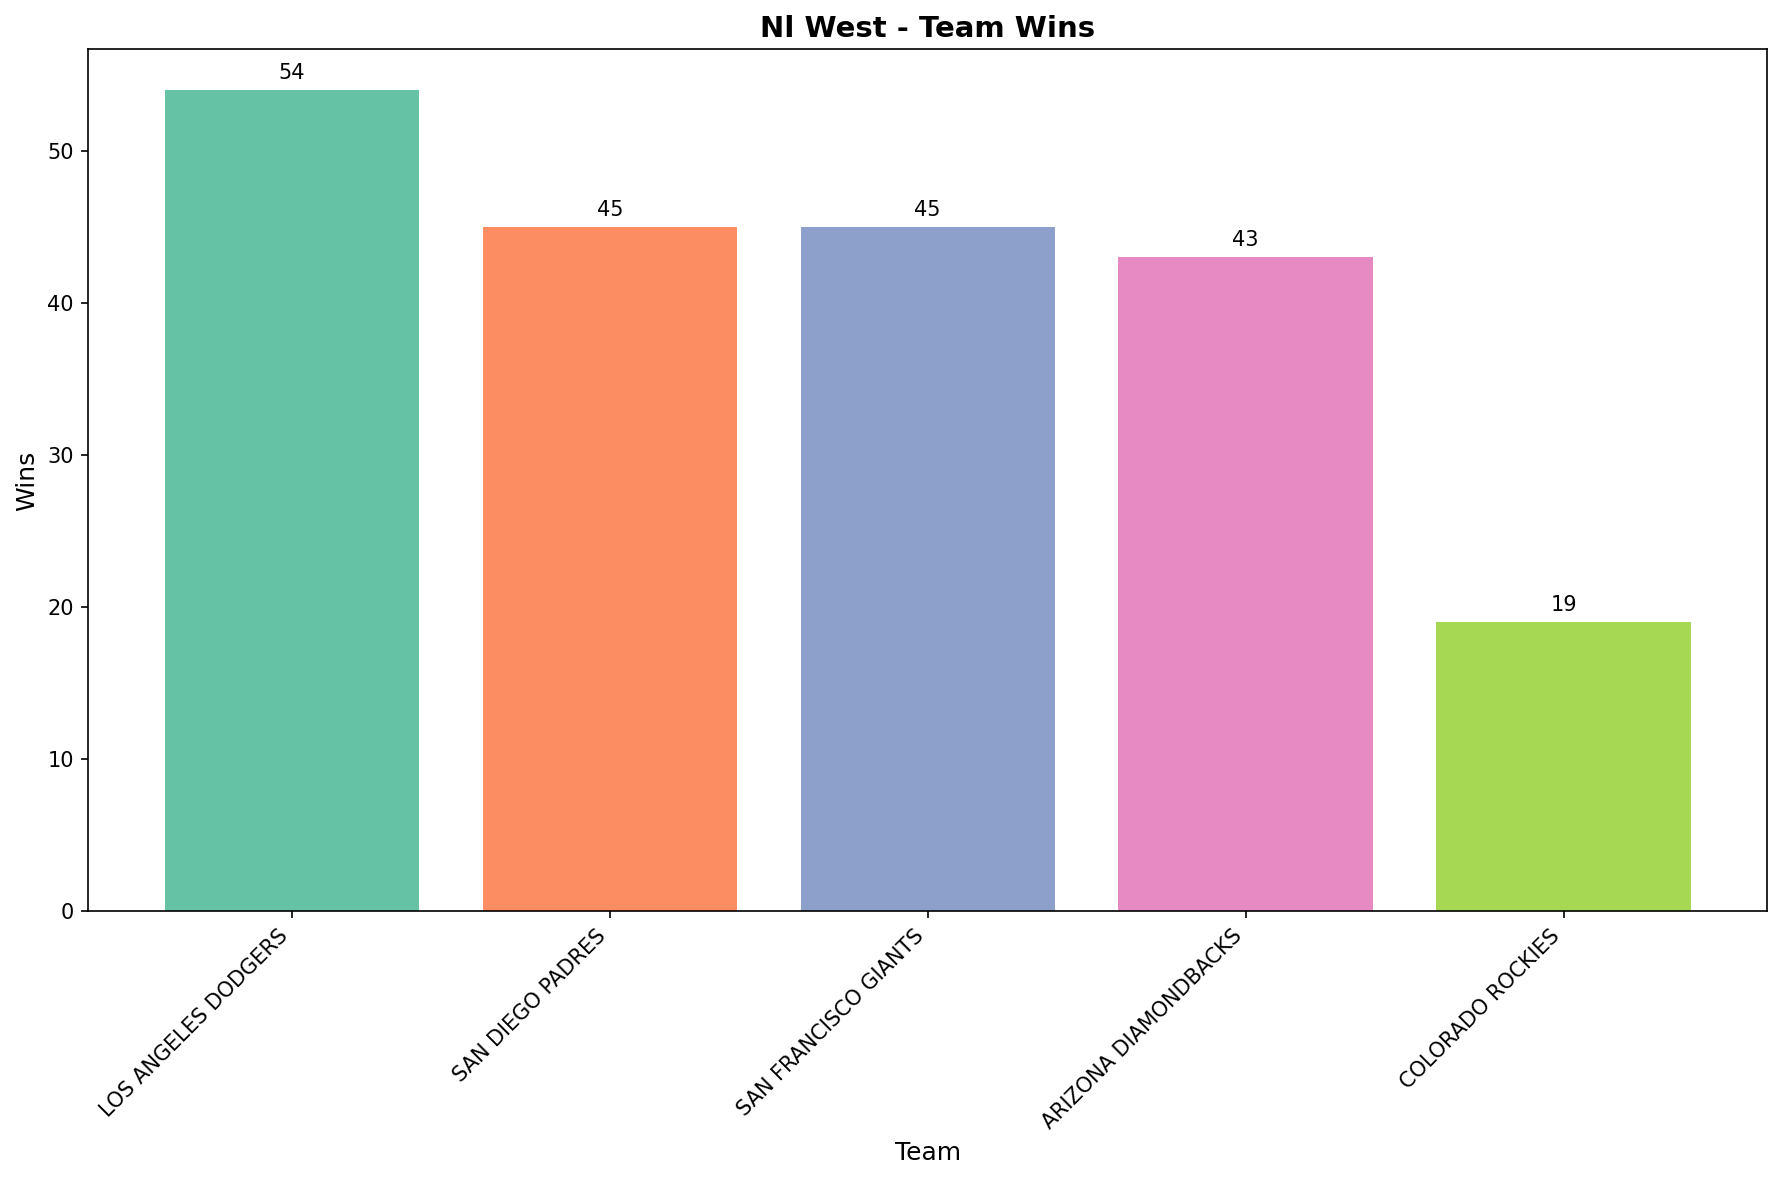 Nl West - Team Wins
54
45
45
43
19
50
40
30
20
10
0
Wins
LOS ANGELES DODGERS
SAN DIEGO PADRES
SAN FRANCISCO GIANTS
ARIZONA DIAMONDBACKS
COLORADO ROCKIES
Team